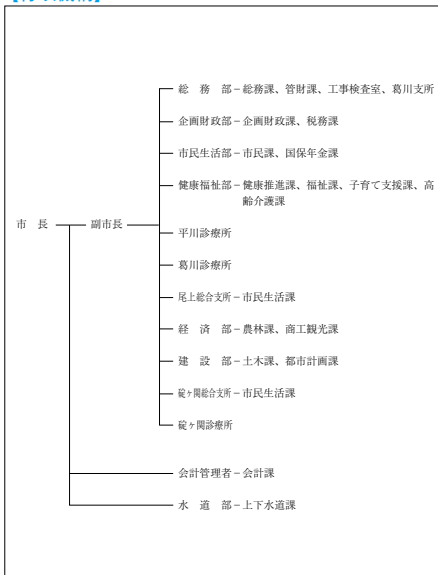 総務部－総務課、管財課、工事検査室、葛川支所
企画財政部－企画財政課、税務課
市民生活部－市民課、国保年金課
健康福祉部－健康推進課、福祉課、子育て支援課、高
齢介護課
市長
副市長
平川診療所
葛川診療所
尾上総合支所－市民生活課
経済部－農林課、商工観光課
建設部－土木課、都市計画課
碇ヶ関総合支所－市民生活課
碇ヶ関診療所
会計管理者－会計課
水道部－上下水道課